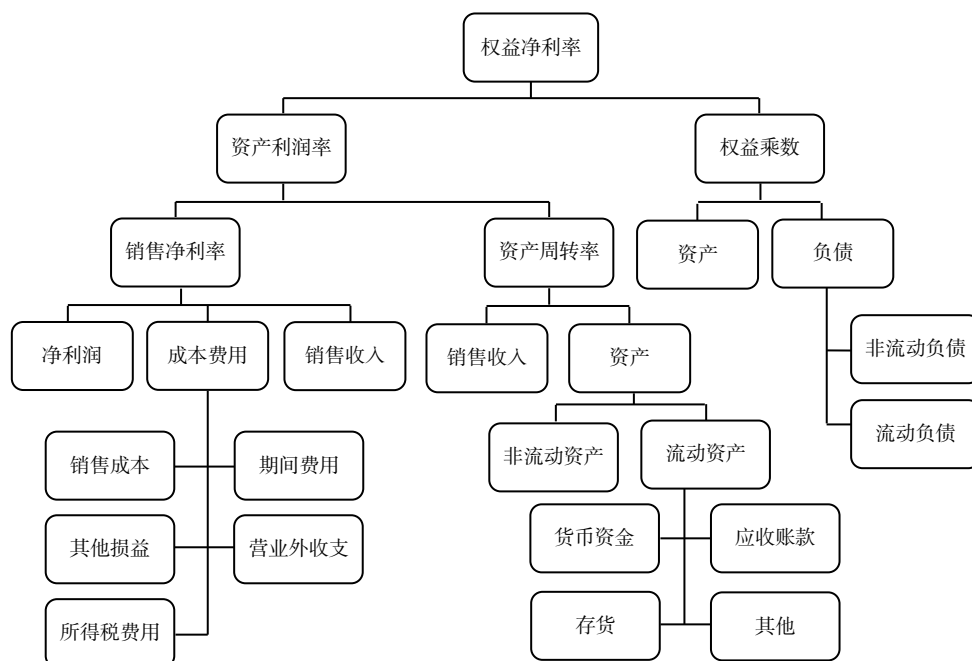 权益净利率
资产利润率
权益乘数
销售净利率
资产周转率
资产
负债
净利润
成本费用
销售收入
销售收入
资产
非流动负债
流动负债
销售成本
期间费用
非流动资产
流动资产
其他损益
营业外收支
货币资金
应收账款
所得税费用
存货
其他